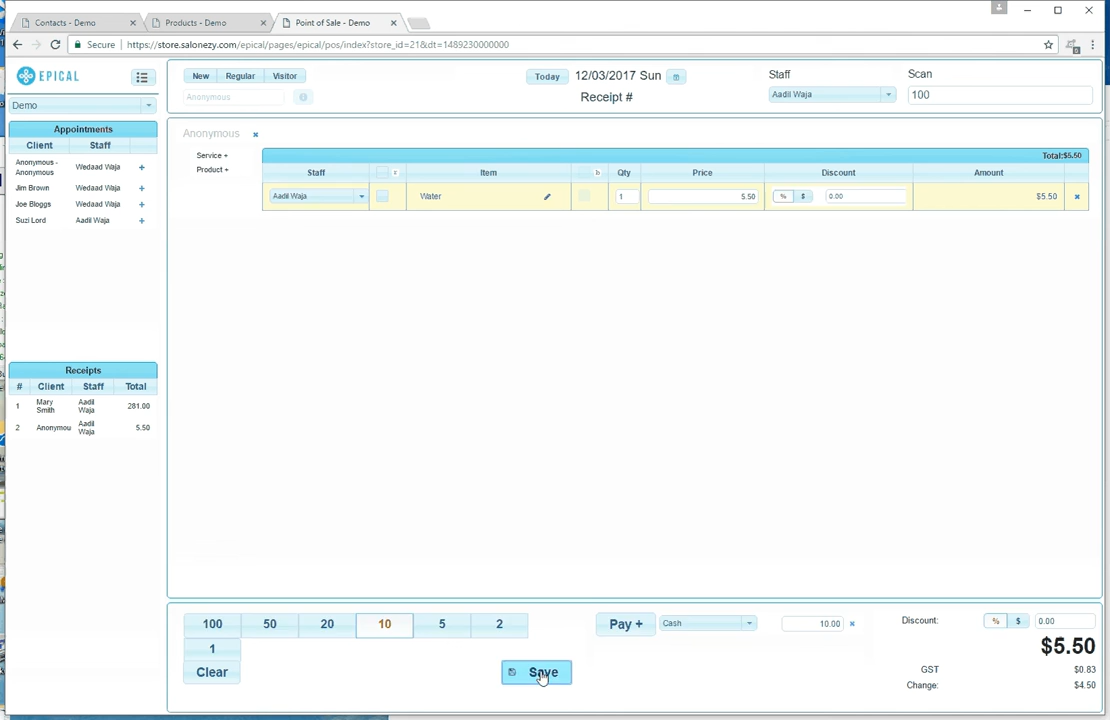 Contacts - Demo
Products - Demo
Point of Sale - Demo
Secure https://store.salonezy.com/epical/pages/epical/pos/index?store_id=21&dt=1489230000000
EPICAL
Demo
Appointments
Client Staff
Anonymous - Anonymous Wedaad Waja +
Jim Brown Wedaad Waja +
Joe Bloggs Wedaad Waja +
Suzi Lord Aadil Waja +
Receipts
# Client Staff Total
1 Mary Smith Aadil Waja 281.00
2 Anonymou Aadil Waja 5.50
New Regular Visitor
Anonymous
Today 12/03/2017 Sun
Receipt #
Staff
Aadil Waja
Scan
100
Anonymous
Service +
Product +
Total:$5.50
Staff Item Qty Price Discount Amount
Aadil Waja Water 1 5.50 % $ 0.00 $5.50
100 50 20 10 5 2
1
Clear
Save
Pay + Cash 10.00
Discount: % $ 0.00
$5.50
GST $0.83
Change: $4.50